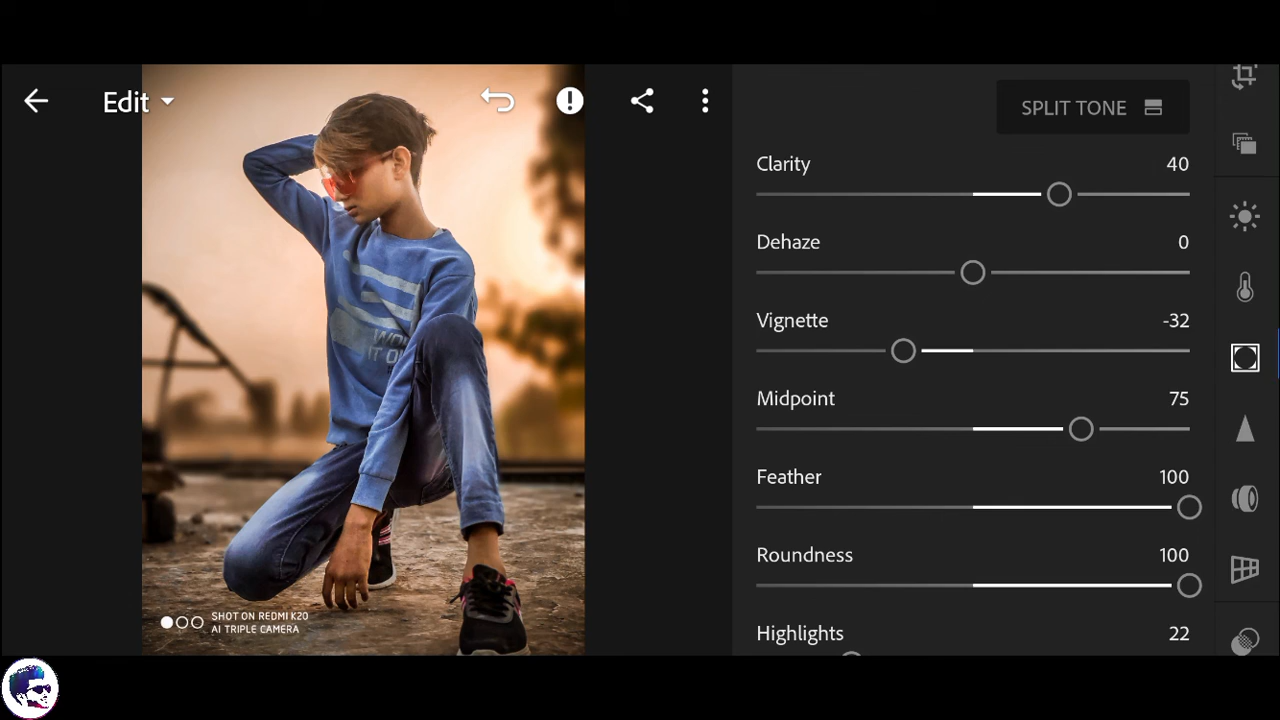 Edit
SPLIT TONE
Clarity 40
Dehaze 0
Vignette -32
Midpoint 75
Feather 100
Roundness 100
Highlights 22
SHOT ON REDMI K20
AI TRIPLE CAMERA